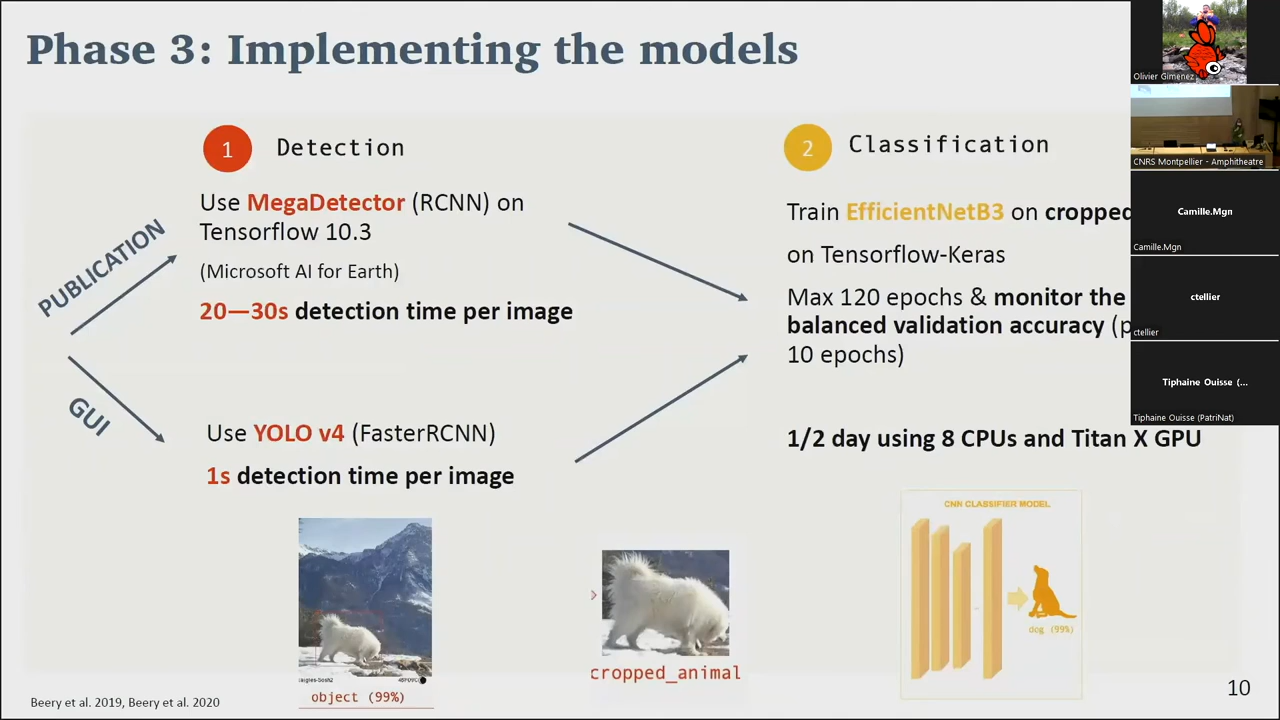 Phase 3: Implementing the models
1 Detection
Use MegaDetector (RCNN) on
Tensorflow 10.3
(Microsoft AI for Earth)
20—30s detection time per image
PUBLICATION
GUI
Use YOLO v4 (FasterRCNN)
1s detection time per image
object (99%)
cropped_animal
2 Classification
Train EfficientNetB3 on cropped
on Tensorflow-Keras
Max 120 epochs & monitor the
balanced validation accuracy (
10 epochs)
1/2 day using 8 CPUs and Titan X GPU
CNN CLASSIFIER MODEL
dog (99%)
Beery et al. 2019, Beery et al. 2020
10
Olivier Gimenez
CNRS Montpellier - Amphitheatre
Camille.Mgn
Camille.Mgn
ctellier
ctellier
Tiphaine Ouisse (...
Tiphaine Ouisse (PatriNat)